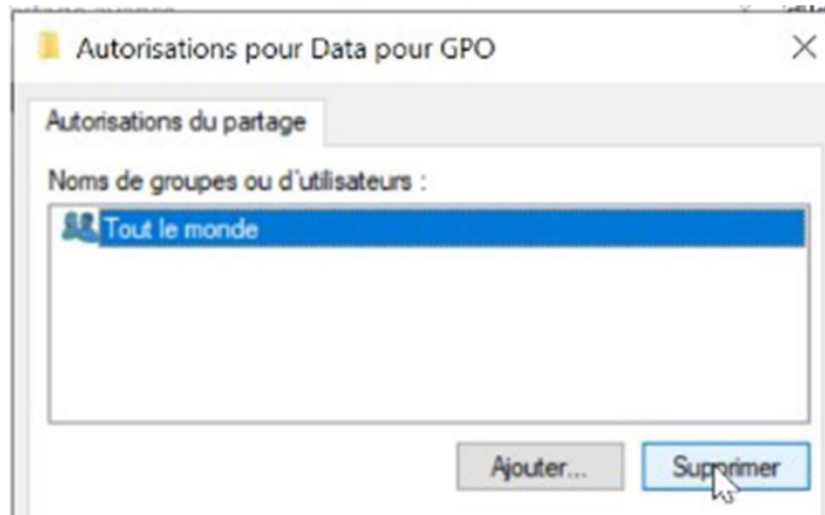 Autorisations pour Data pour GPO
Autorisations du partage
Noms de groupes ou d'utilisateurs :
Tout le monde
Ajouter... Supprimer